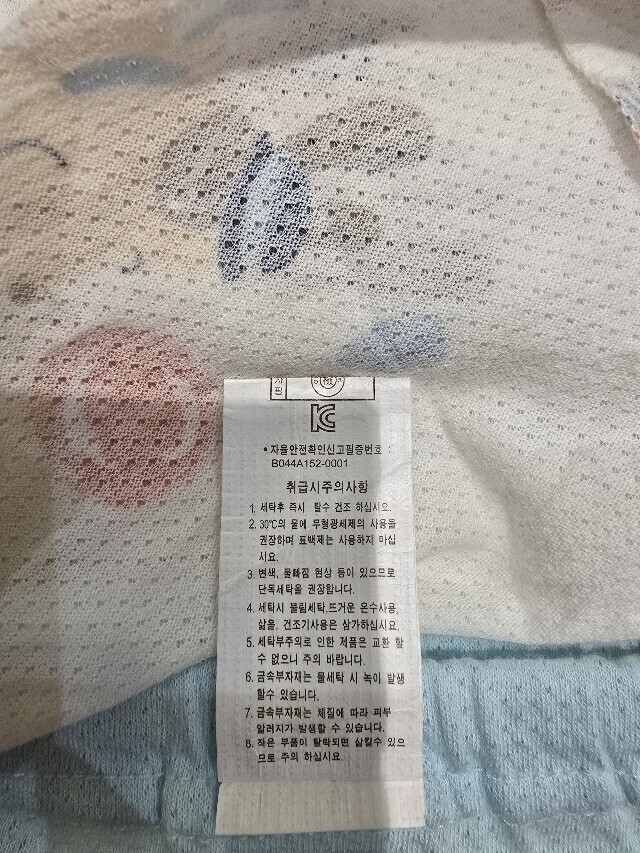 KC
• 자율안전확인신고필증번호 :
B044A152-0001
취급시주의사항
1. 세탁후 즉시 탈수 건조 하십시요.
2. 30℃의 물에 무형광세제의 사용을
권장하며 표백제는 사용하지 마십
시요.
3. 변색, 물빠짐 현상 등이 있으므로
단독세탁을 권장합니다.
4. 세탁시 불림세탁,뜨거운 온수사용,
삶음, 건조기사용은 삼가하십시요.
5. 세탁부주의로 인한 제품은 교환 할
수 없으니 주의 바랍니다.
6. 금속부자재는 물세탁 시 녹이 발생
할수 있습니다.
7. 금속부자재는 체질에 따라 피부
알러지가 발생할 수 있습니다.
8. 작은 부품이 탈락되면 삼킬수 있으
므로 주의 하십시요.